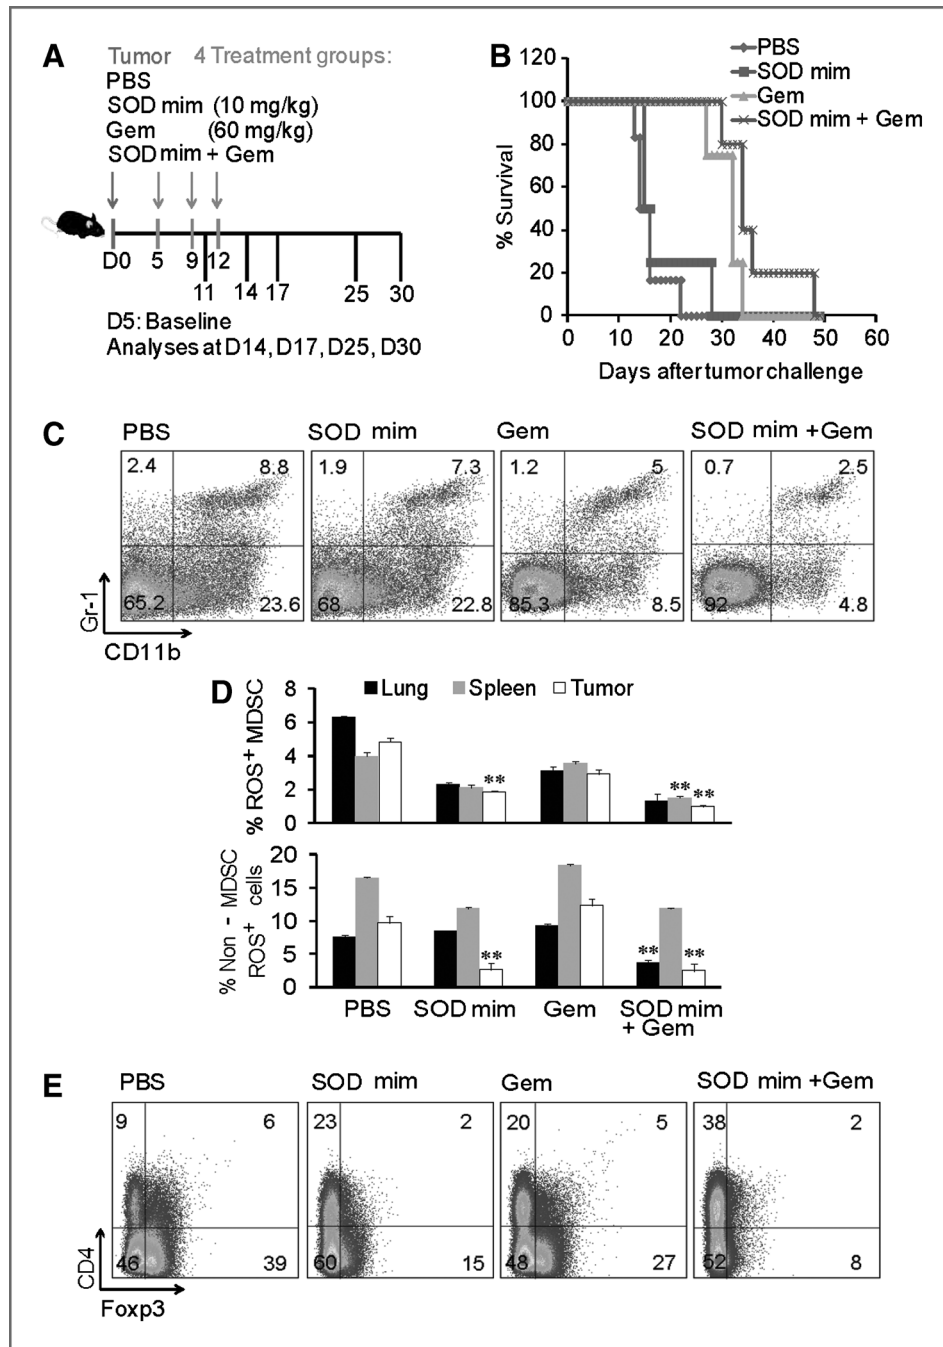 A
Tumor 4 Treatment groups:
PBS
SOD mim (10 mg/kg)
Gem (60 mg/kg)
SOD mim + Gem
D0 5 9 12
11 14 17 25 30
D5: Baseline
Analyses at D14, D17, D25, D30
B
PBS
SOD mim
Gem
SOD mim + Gem
% Survival
120
100
80
60
40
20
0
0 10 20 30 40 50 60
Days after tumor challenge
C
PBS SOD mim Gem SOD mim +Gem
2.4 8.8 1.9 7.3 1.2 5 0.7 2.5
65.2 23.6 68 22.8 85.3 8.5 92 4.8
Gr-1
CD11b
D
Lung Spleen Tumor
% ROS+ MDSC
8
6
4
2
0
** ** **
% Non - MDSC
ROS+ cells
20
15
10
5
0
** ** **
PBS SOD mim Gem SOD mim
+ Gem
E
PBS SOD mim Gem SOD mim +Gem
9 6 23 2 20 5 38 2
46 39 60 15 48 27 52 8
CD4
Foxp3